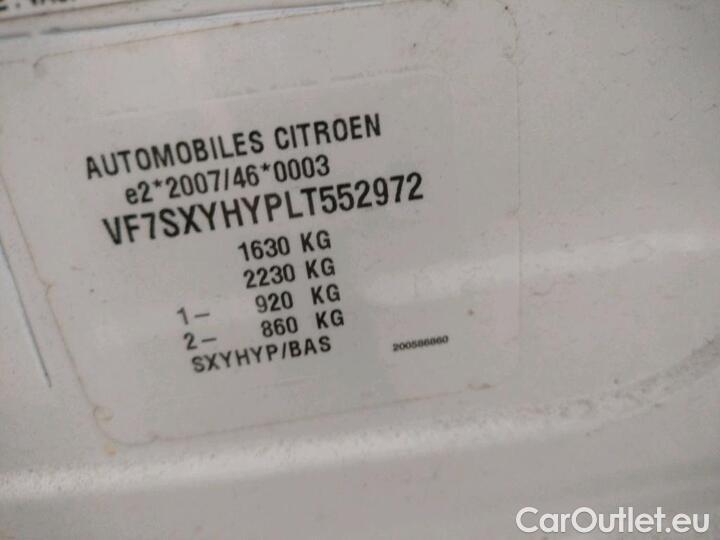 AUTOMOBILES CITROEN
e2*2007/46*0003
VF7SXYHYPLT552972
1630 KG
2230 KG
1– 920 KG
2– 860 KG
SXYHYP/BAS
200586860
CarOutlet.eu